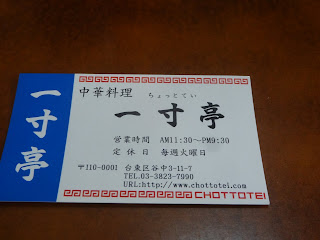 一寸亭
中華料理 ちょっとてい
一寸亭
営業時間 AM11:30〜PM9:30
定休日 毎週火曜日
〒110-0001 台東区谷中3-11-7
TEL.03-3823-7990
URL:http://www.chottotei.com
CHOTTOTEI